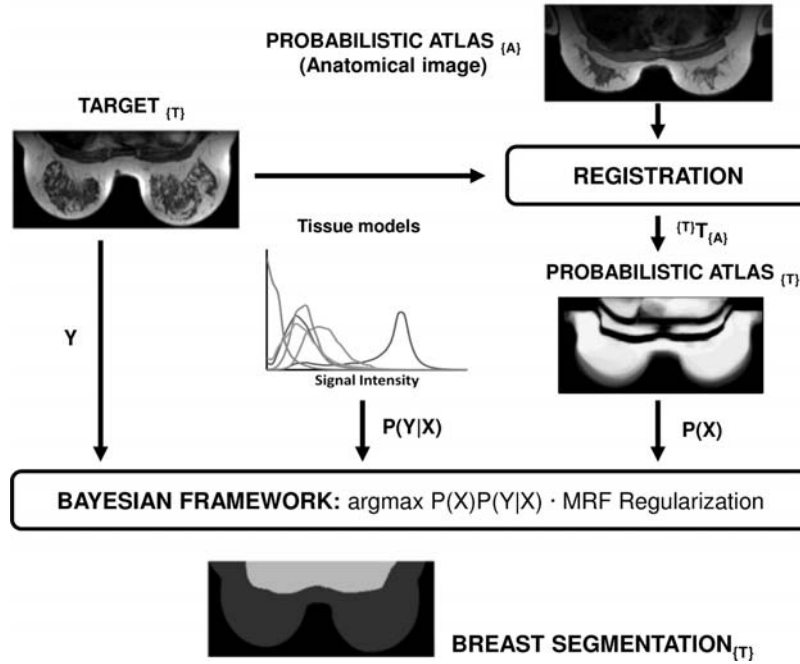 PROBABILISTIC ATLAS {A}
(Anatomical image)
TARGET {T}
REGISTRATION
Tissue models
{T}T{A}
PROBABILISTIC ATLAS {T}
Y
Signal Intensity
P(Y|X)
P(X)
BAYESIAN FRAMEWORK: argmax P(X)P(Y|X) · MRF Regularization
BREAST SEGMENTATION{T}